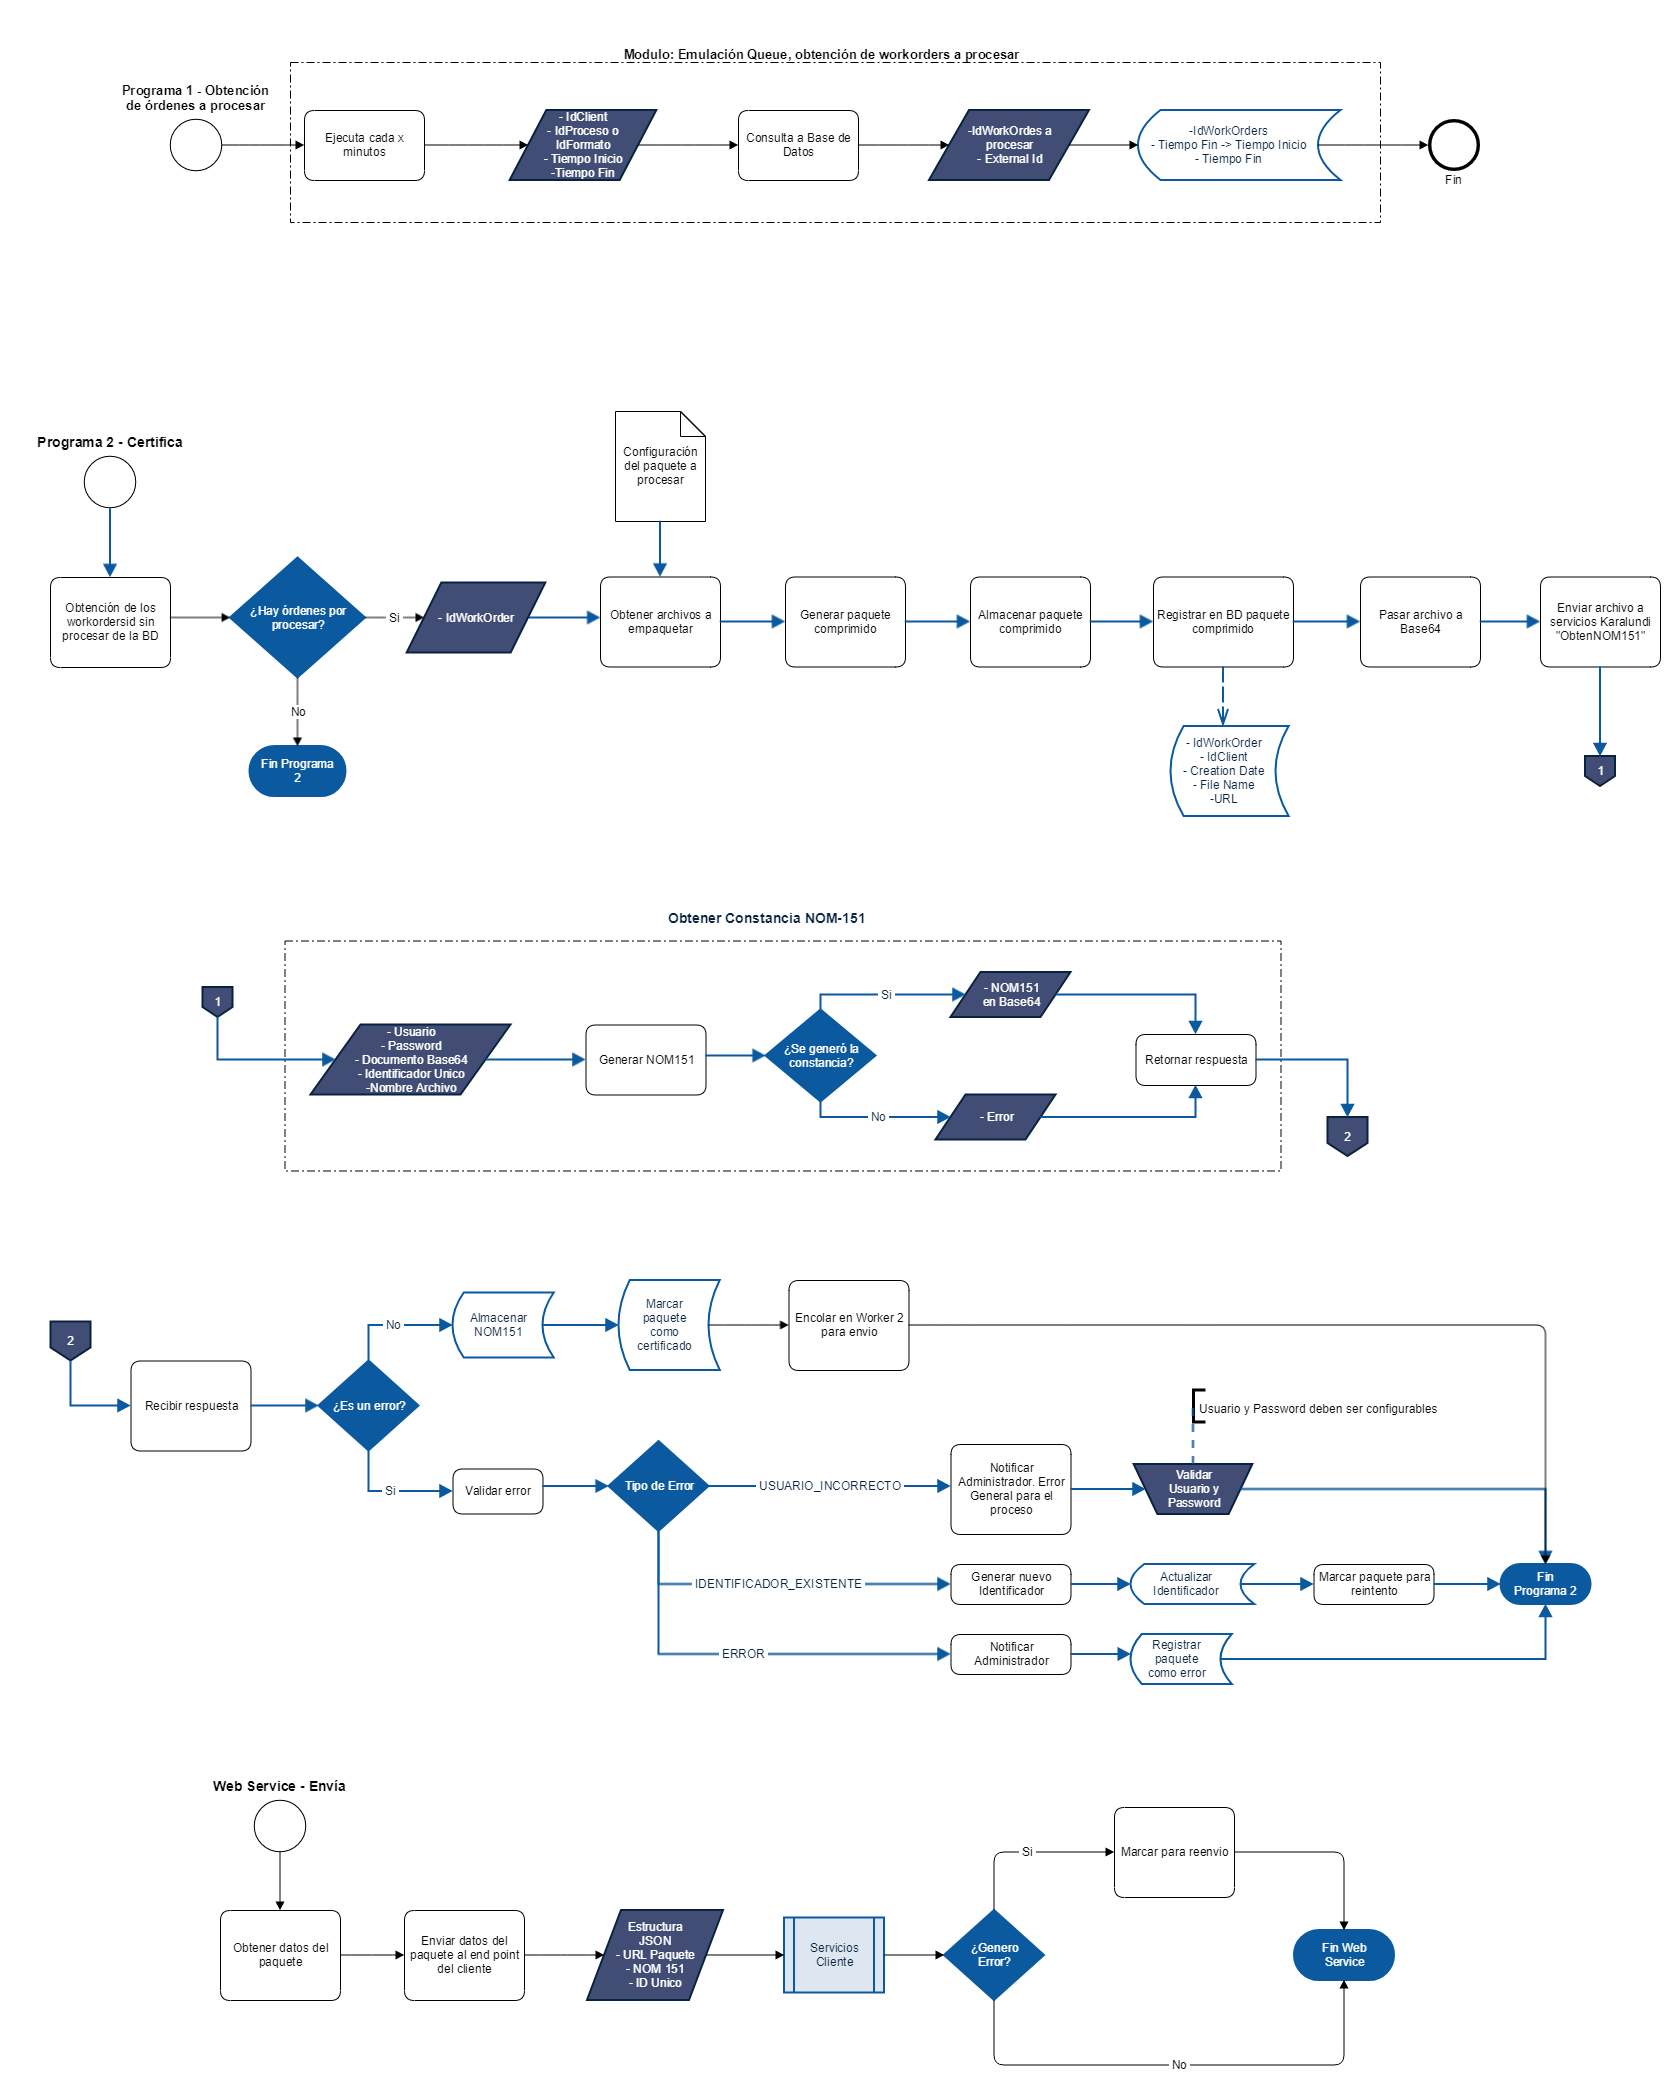 Modulo: Emulación Queue, obtención de workorders a procesar
Programa 1 - Obtención
de órdenes a procesar
Ejecuta cada x
minutos
- IdClient
- IdProceso o
IdFormato
- Tiempo Inicio
-Tiempo Fin
Consulta a Base de
Datos
-IdWorkOrdes a
procesar
- External Id
-IdWorkOrders
- Tiempo Fin -> Tiempo Inicio
- Tiempo Fin
Fin
Programa 2 - Certifica
Configuración
del paquete a
procesar
Obtención de los
workordersid sin
procesar de la BD
¿Hay órdenes por
procesar?
Si
- IdWorkOrder
Obtener archivos a
empaquetar
Generar paquete
comprimido
Almacenar paquete
comprimido
Registrar en BD paquete
comprimido
Pasar archivo a
Base64
Enviar archivo a
servicios Karalundi
"ObtenNOM151"
No
Fin Programa
2
- IdWorkOrder
- IdClient
- Creation Date
- File Name
-URL
1
Obtener Constancia NOM-151
1
- Usuario
- Password
- Documento Base64
- Identificador Unico
-Nombre Archivo
Generar NOM151
¿Se generó la
constancia?
Si
- NOM151
en Base64
No
- Error
Retornar respuesta
2
2
Recibir respuesta
¿Es un error?
No
Almacenar
NOM151
Marcar
paquete
como
certificado
Encolar en Worker 2
para envio
Si
Validar error
Tipo de Error
USUARIO_INCORRECTO
Notificar
Administrador. Error
General para el
proceso
Usuario y Password deben ser configurables
Validar
Usuario y
Password
IDENTIFICADOR_EXISTENTE
Generar nuevo
Identificador
Actualizar
Identificador
Marcar paquete para
reintento
Fin
Programa 2
ERROR
Notificar
Administrador
Registrar
paquete
como error
Web Service - Envía
Obtener datos del
paquete
Enviar datos del
paquete al end point
del cliente
Estructura
JSON
- URL Paquete
- NOM 151
- ID Unico
Servicios
Cliente
¿Genero
Error?
Si
Marcar para reenvio
Fin Web
Service
No